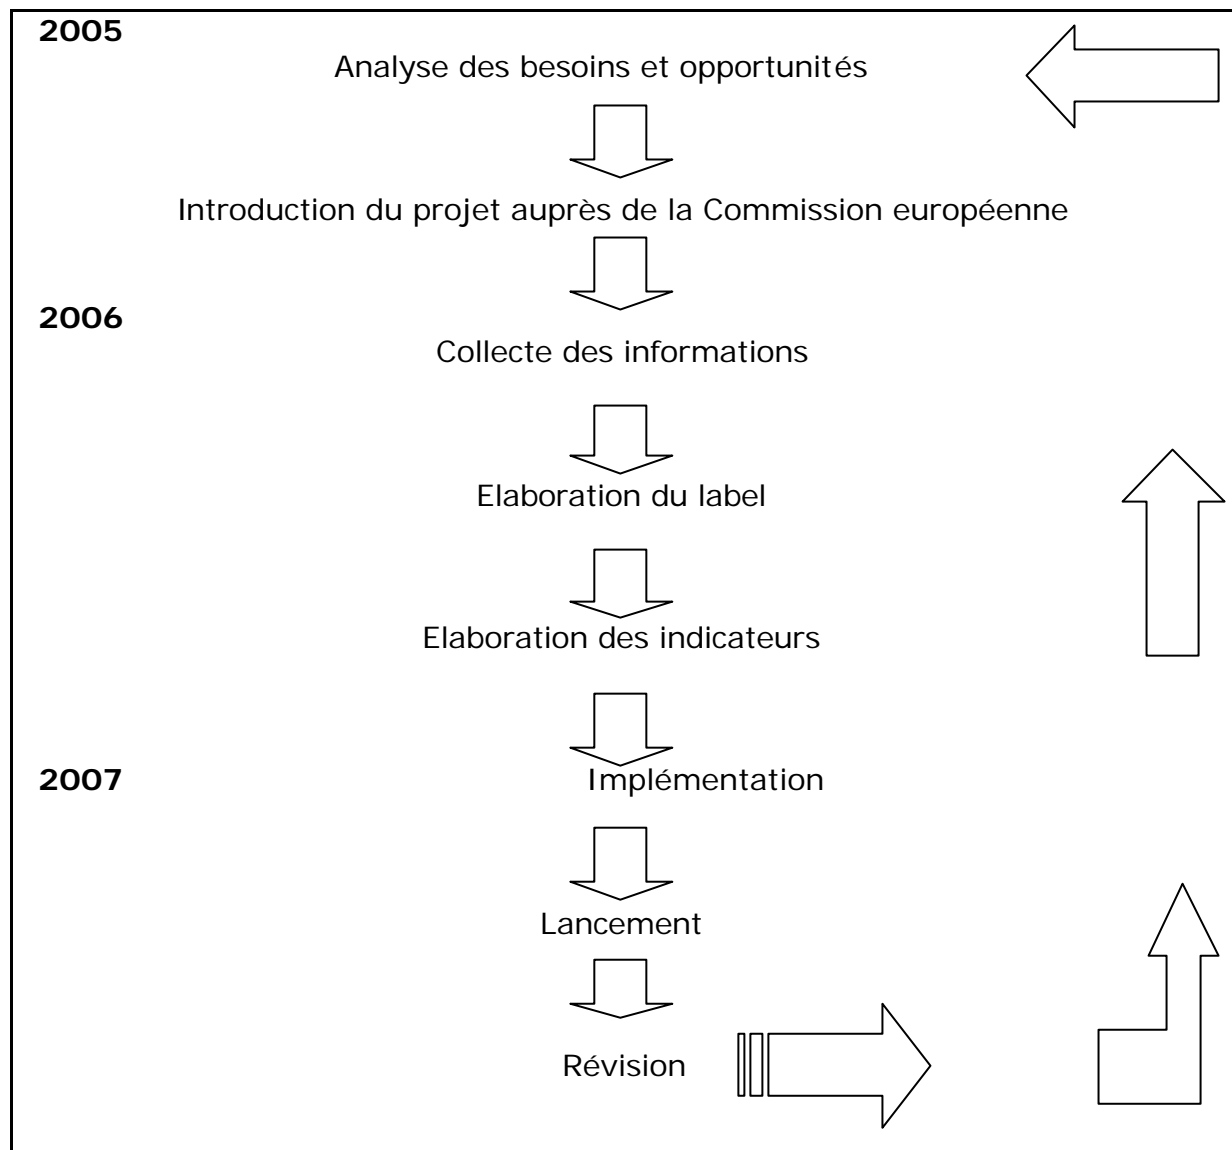 2005
Analyse des besoins et opportunités
Introduction du projet auprès de la Commission européenne
2006
Collecte des informations
Elaboration du label
Elaboration des indicateurs
2007 Implémentation
Lancement
Révision